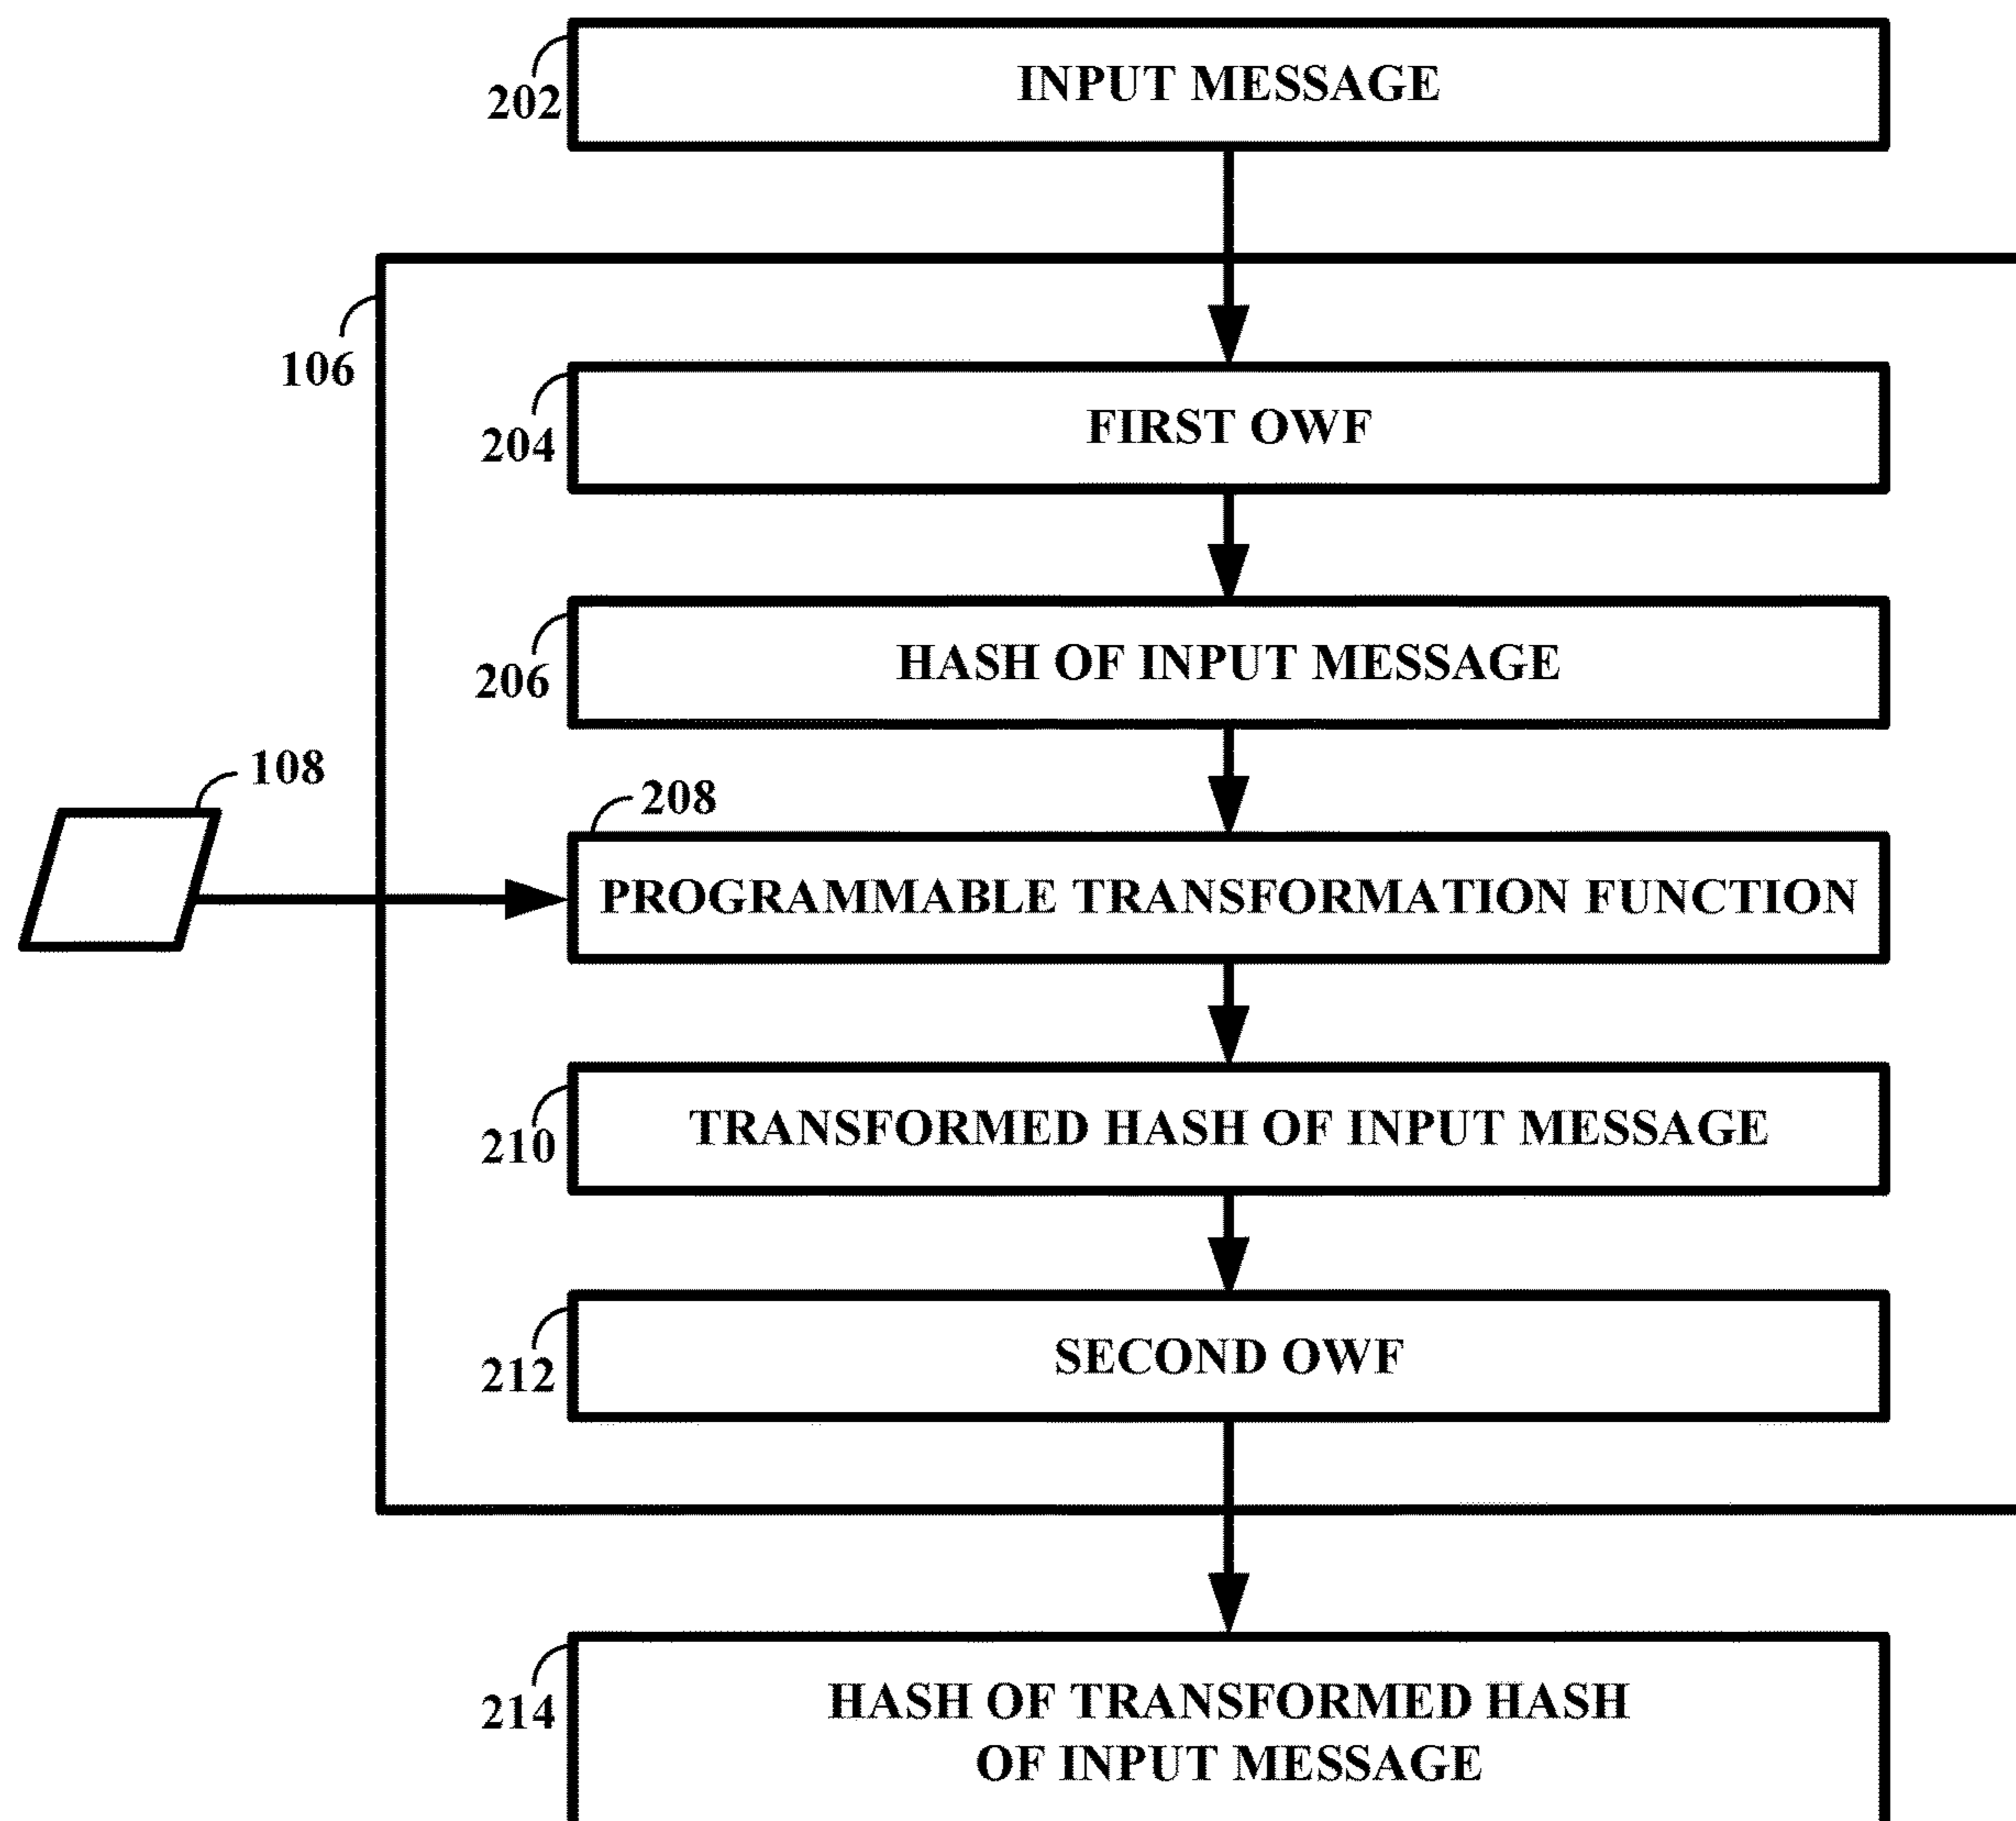 INPUT MESSAGE
202
106
FIRST OWF
204
HASH OF INPUT MESSAGE
206
108
208
PROGRAMMABLE TRANSFORMATION FUNCTION
TRANSFORMED HASH OF INPUT MESSAGE
210
SECOND OWF
212
HASH OF TRANSFORMED HASH
214
OF INPUT MESSAGE